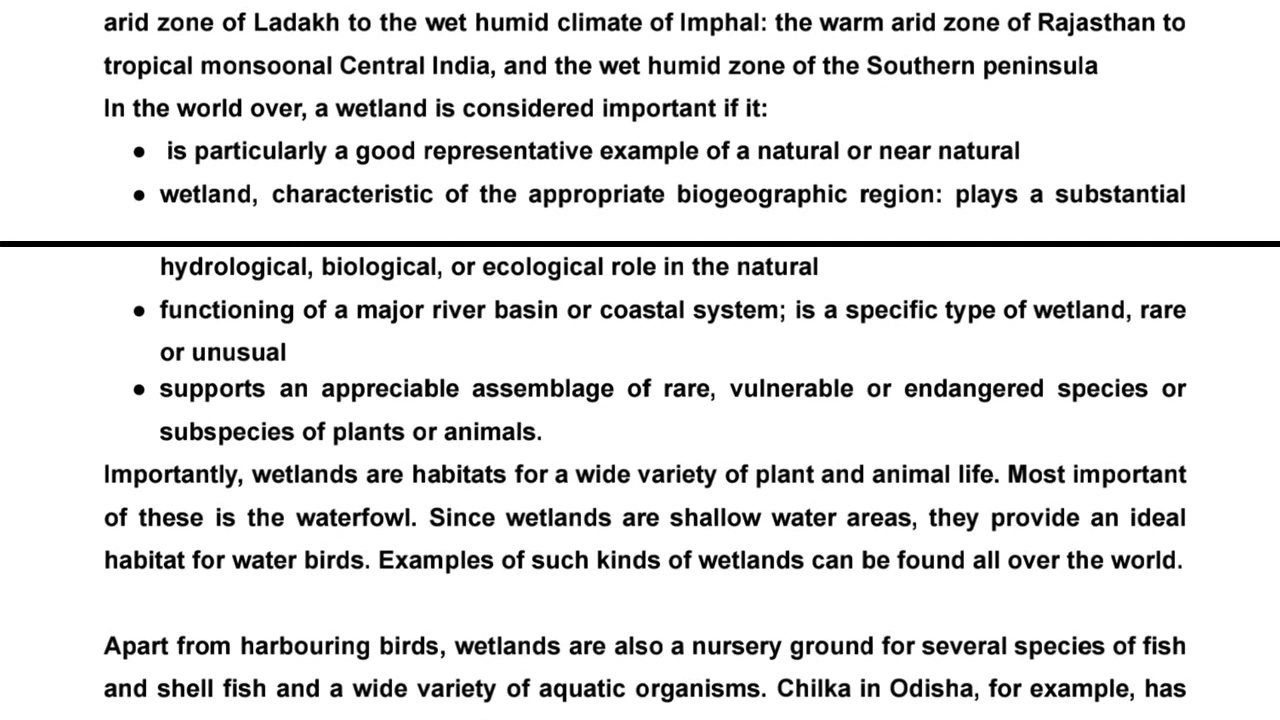 arid zone of Ladakh to the wet humid climate of Imphal: the warm arid zone of Rajasthan to
tropical monsoonal Central India, and the wet humid zone of the Southern peninsula
In the world over, a wetland is considered important if it:
● is particularly a good representative example of a natural or near natural
● wetland, characteristic of the appropriate biogeographic region: plays a substantial
hydrological, biological, or ecological role in the natural
● functioning of a major river basin or coastal system; is a specific type of wetland, rare
or unusual
● supports an appreciable assemblage of rare, vulnerable or endangered species or
subspecies of plants or animals.
Importantly, wetlands are habitats for a wide variety of plant and animal life. Most important
of these is the waterfowl. Since wetlands are shallow water areas, they provide an ideal
habitat for water birds. Examples of such kinds of wetlands can be found all over the world.
Apart from harbouring birds, wetlands are also a nursery ground for several species of fish
and shell fish and a wide variety of aquatic organisms. Chilka in Odisha, for example, has